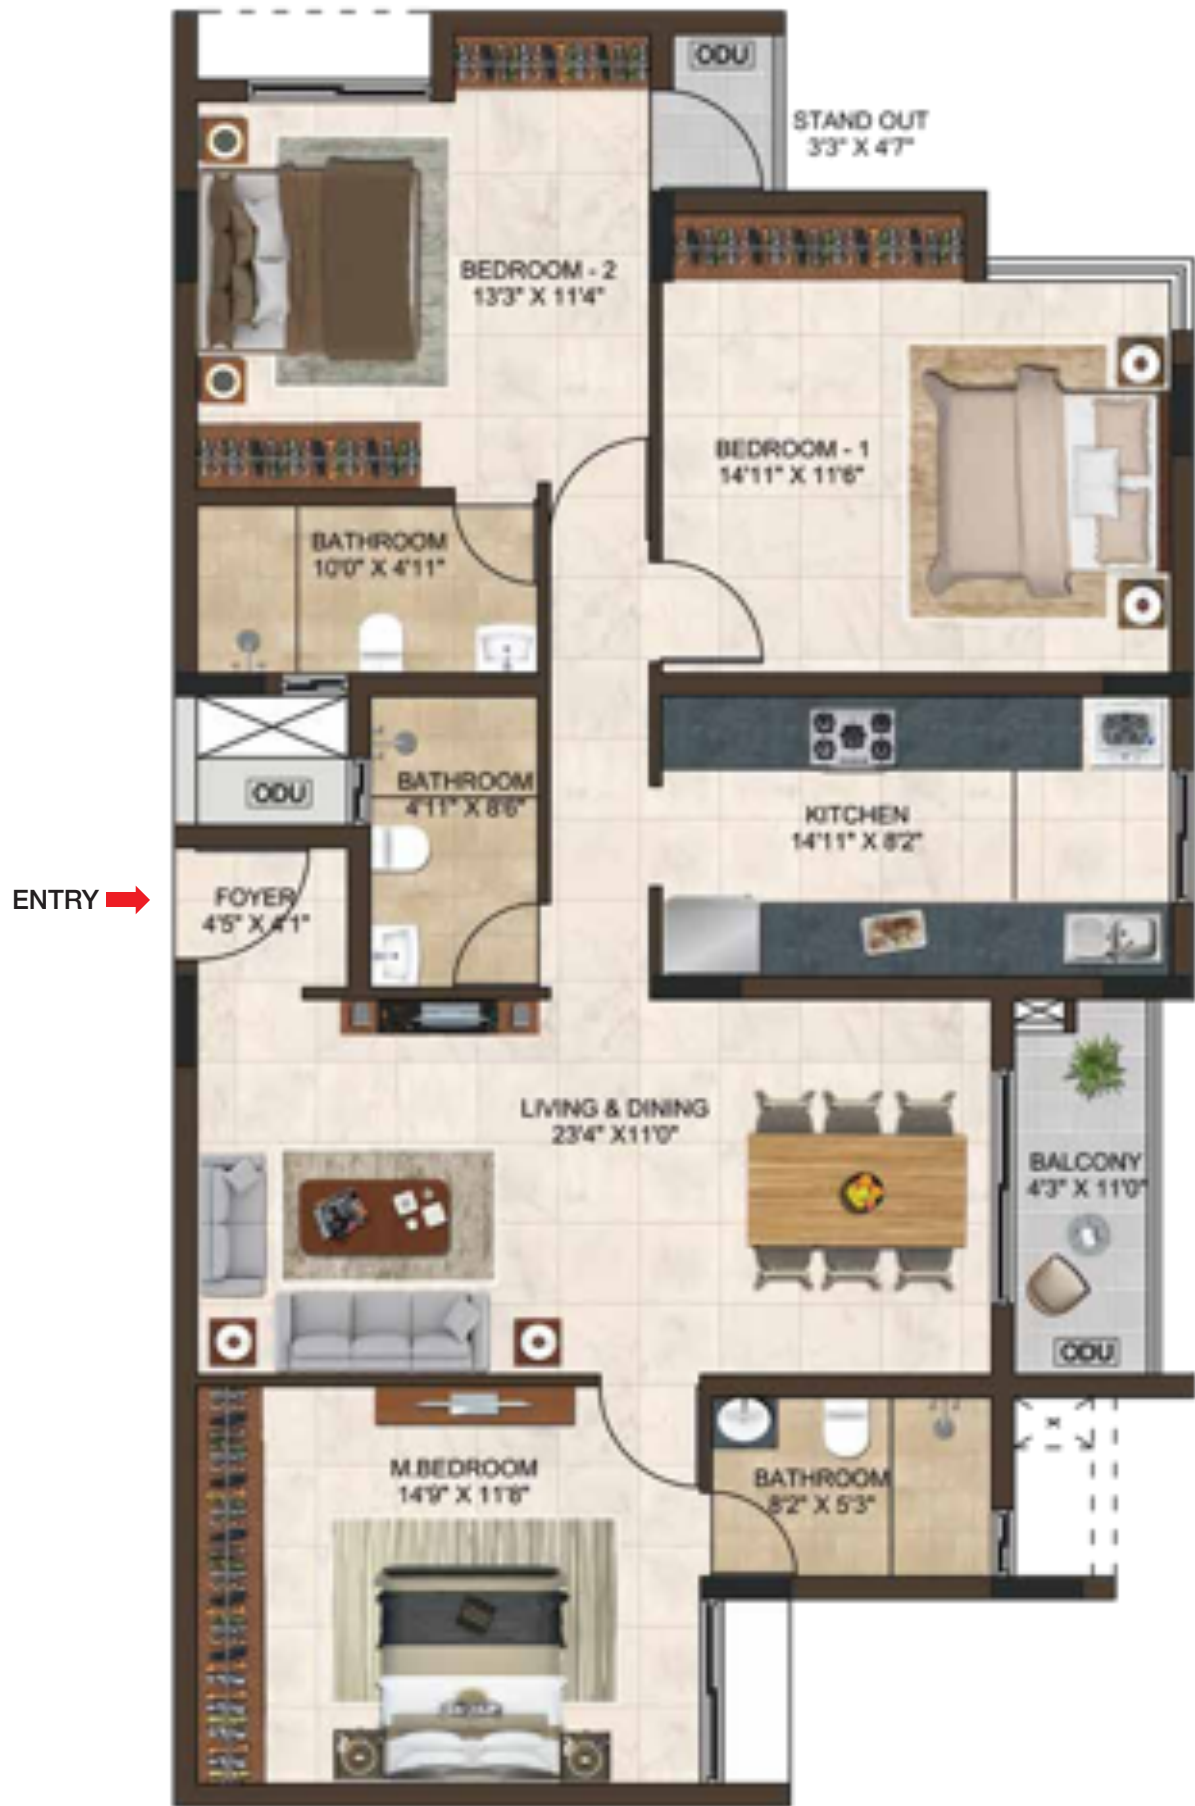 ODU
STAND OUT
3'3" X 4'7"
BEDROOM - 2
13'3" X 11'4"
BEDROOM - 1
14'11" X 11'6"
BATHROOM
10'0" X 4'11"
ODU
BATHROOM
4'11" X 8'6"
KITCHEN
14'11" X 8'2"
ENTRY
FOYER
4'5" X 4'1"
LIVING & DINING
23'4" X11'0"
BALCONY
4'3" X 11'0"
ODU
M.BEDROOM
14'9" X 11'8"
BATHROOM
8'2" X 5'3"